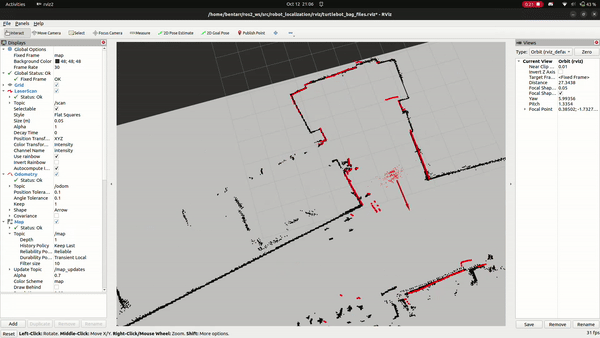 Activities
rviz2
Oct 12 21:06
/home/benlar/ros2_ws/src/robot_localization/rviz/turtlebot_bag_files.rviz* - RViz
File Panels Help
Interact Move Camera Select Focus Camera Measure 2D Pose Estimate 2D Goal Pose Publish Point
Displays
Global Options
Fixed Frame map
Background Color 48; 48; 48
Frame Rate 30
Global Status: Ok
Fixed Frame OK
Grid
LaserScan
Status: Ok
Topic /scan
Selectable
Style Flat Squares
Size (m) 0.05
Alpha 1
Decay Time 0
Position Transf... XYZ
Color Transfor... Intensity
Channel Name intensity
Use rainbow
Invert Rainbow
Autocompute I...
Odometry
Status: Ok
Topic /odom
Position Tolera... 0.1
Angle Tolerance 0.1
Keep 1
Shape Arrow
Covariance
Map
Status: Ok
Topic /map
Depth 1
History Policy Keep Last
Reliability Po... Reliable
Durability Po... Transient Local
Filter size 10
Update Topic /map_updates
Alpha 0.7
Color Scheme map
Draw Behind
Add Duplicate Remove Rename
Views
Type: Orbit (rviz_defau Zero
Current View Orbit (rviz)
Near Clip ... 0.01
Invert Z Axis
Target Fra... <Fixed Frame>
Distance 27.3438
Focal Shap... 0.05
Focal Shap...
Yaw 5.99356
Pitch 1.3354
Focal Point 0.38502; -1.7327...
Save Remove Rename
Reset Left-Click: Rotate. Middle-Click: Move X/Y. Right-Click/Mouse Wheel: Zoom. Shift: More options.
31 fps